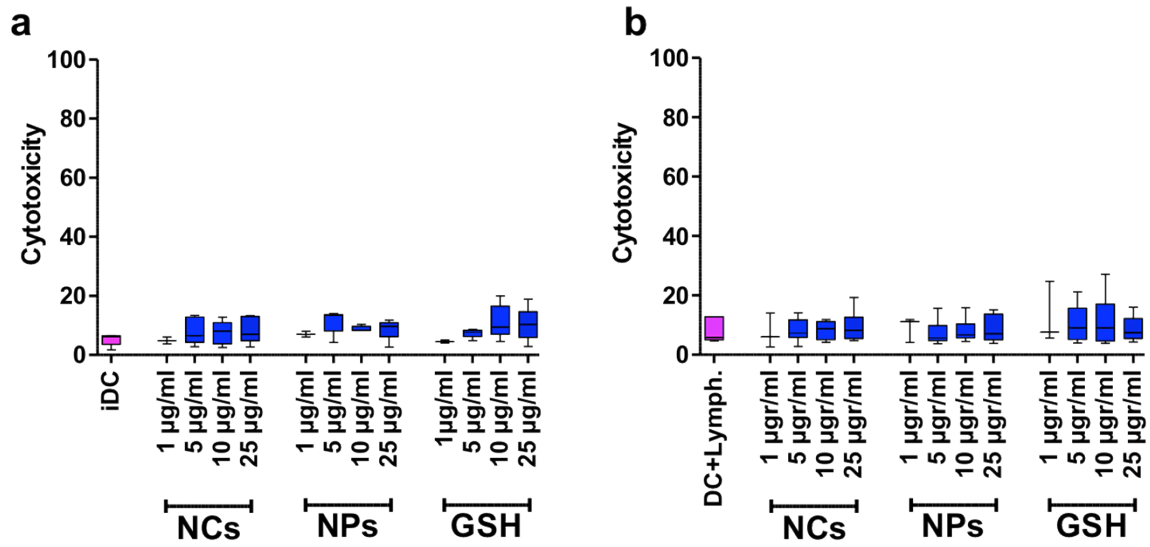 a
Cytotoxicity
100
80
60
40
20
0
iDC
1 µg/ml
5 µg/ml
10 µg/ml
25 µg/ml
1 µg/ml
5 µg/ml
10 µg/ml
25 µg/ml
1µg/ml
5 µg/ml
10 µg/ml
25 µg/ml
NCs
NPs
GSH
b
Cytotoxicity
100
80
60
40
20
0
DC+Lymph.
1 µgr/ml
5 µgr/ml
10 µgr/ml
25 µgr/ml
1 µgr/ml
5 µgr/ml
10 µgr/ml
25 µgr/ml
1 µgr/ml
5 µgr/ml
10 µgr/ml
25 µgr/ml
NCs
NPs
GSH